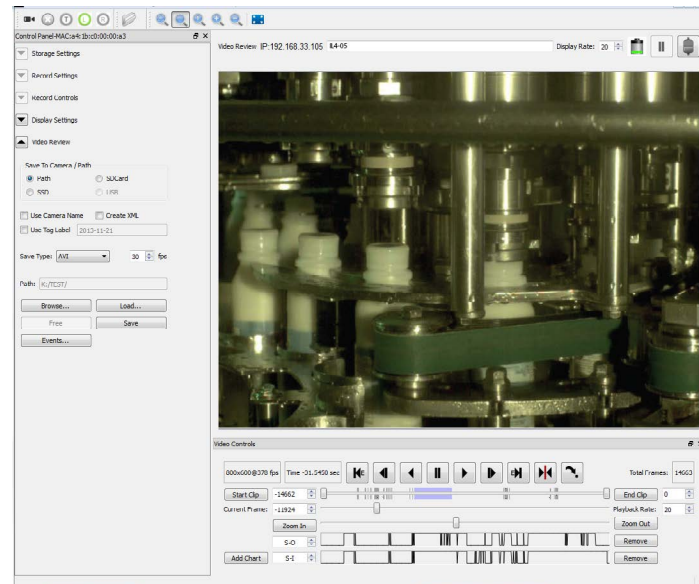 Control Panel-MAC:a4:1b:c0:00:00:a3
Storage Settings
Record Settings
Record Controls
Display Settings
Video Review
Save To Camera / Path
Path
SDCard
SSD
USB
Use Camera Name
Create XML
Use Tag Label
2013-11-21
Save Type:
AVI
30
fps
Path:
K:/TEST/
Browse...
Load...
Free
Save
Events...
Video Review IP:192.168.33.105
IL4-05
Display Rate:
20
Video Controls
800x600@378 fps
Time -31.5450 sec
Total Frames:
14663
Start Clip
-14662
End Clip
0
Current Frame:
-11924
Playback Rate:
20
Zoom In
Zoom Out
S-O
Remove
Add Chart
S-I
Remove